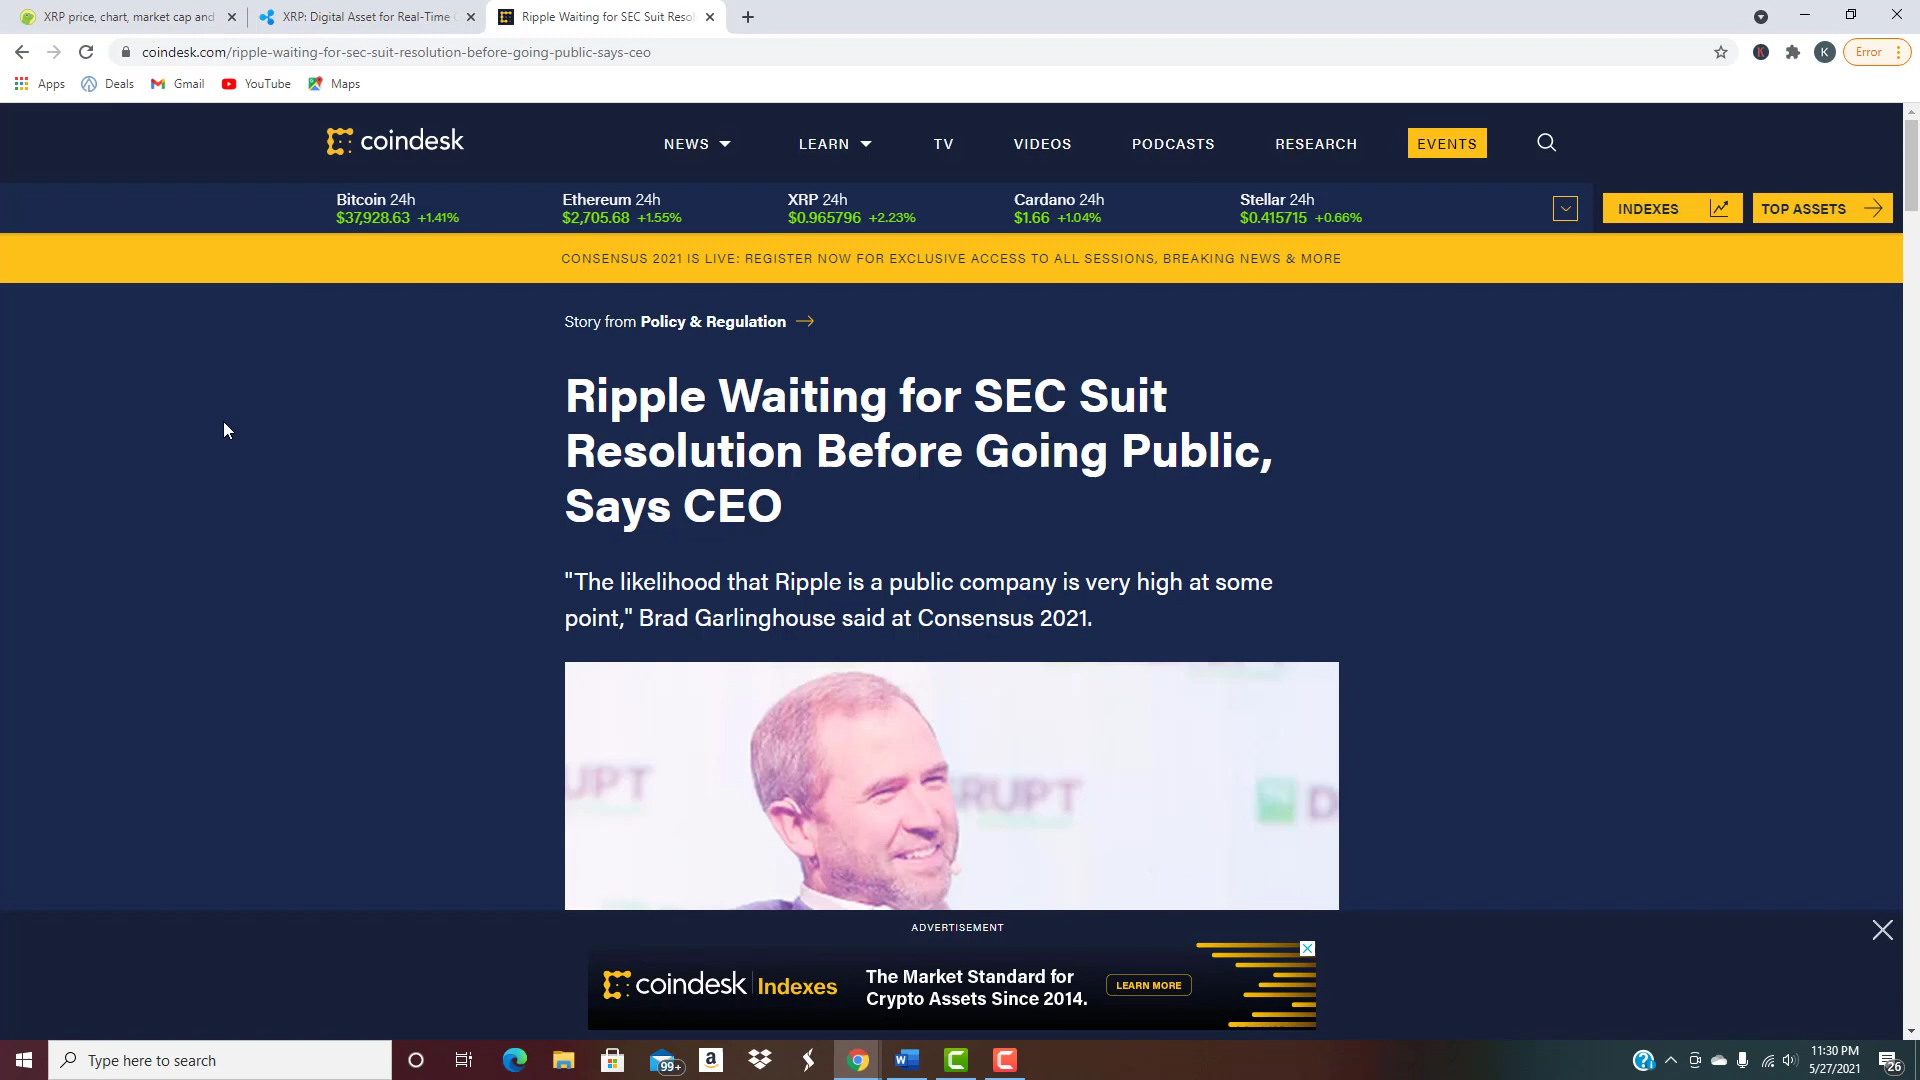 XRP price, chart, market cap and
XRP: Digital Asset for Real-Time
Ripple Waiting for SEC Suit Resol
coindesk.com/ripple-waiting-for-sec-suit-resolution-before-going-public-says-ceo
K
K
Error
Apps
Deals
Gmail
YouTube
Maps
coindesk
NEWS
LEARN
TV
VIDEOS
PODCASTS
RESEARCH
EVENTS
Bitcoin 24h
$37,928.63 +1.41%
Ethereum 24h
$2,705.68 +1.55%
XRP 24h
$0.965796 +2.23%
Cardano 24h
$1.66 +1.04%
Stellar 24h
$0.415715 +0.66%
INDEXES
TOP ASSETS
CONSENSUS 2021 IS LIVE: REGISTER NOW FOR EXCLUSIVE ACCESS TO ALL SESSIONS, BREAKING NEWS & MORE
Story from Policy & Regulation
Ripple Waiting for SEC Suit
Resolution Before Going Public,
Says CEO
"The likelihood that Ripple is a public company is very high at some
point," Brad Garlinghouse said at Consensus 2021.
UPT
RUPT
D
ADVERTISEMENT
coindesk Indexes
The Market Standard for
Crypto Assets Since 2014.
LEARN MORE
Type here to search
99+
11:30 PM
5/27/2021
26